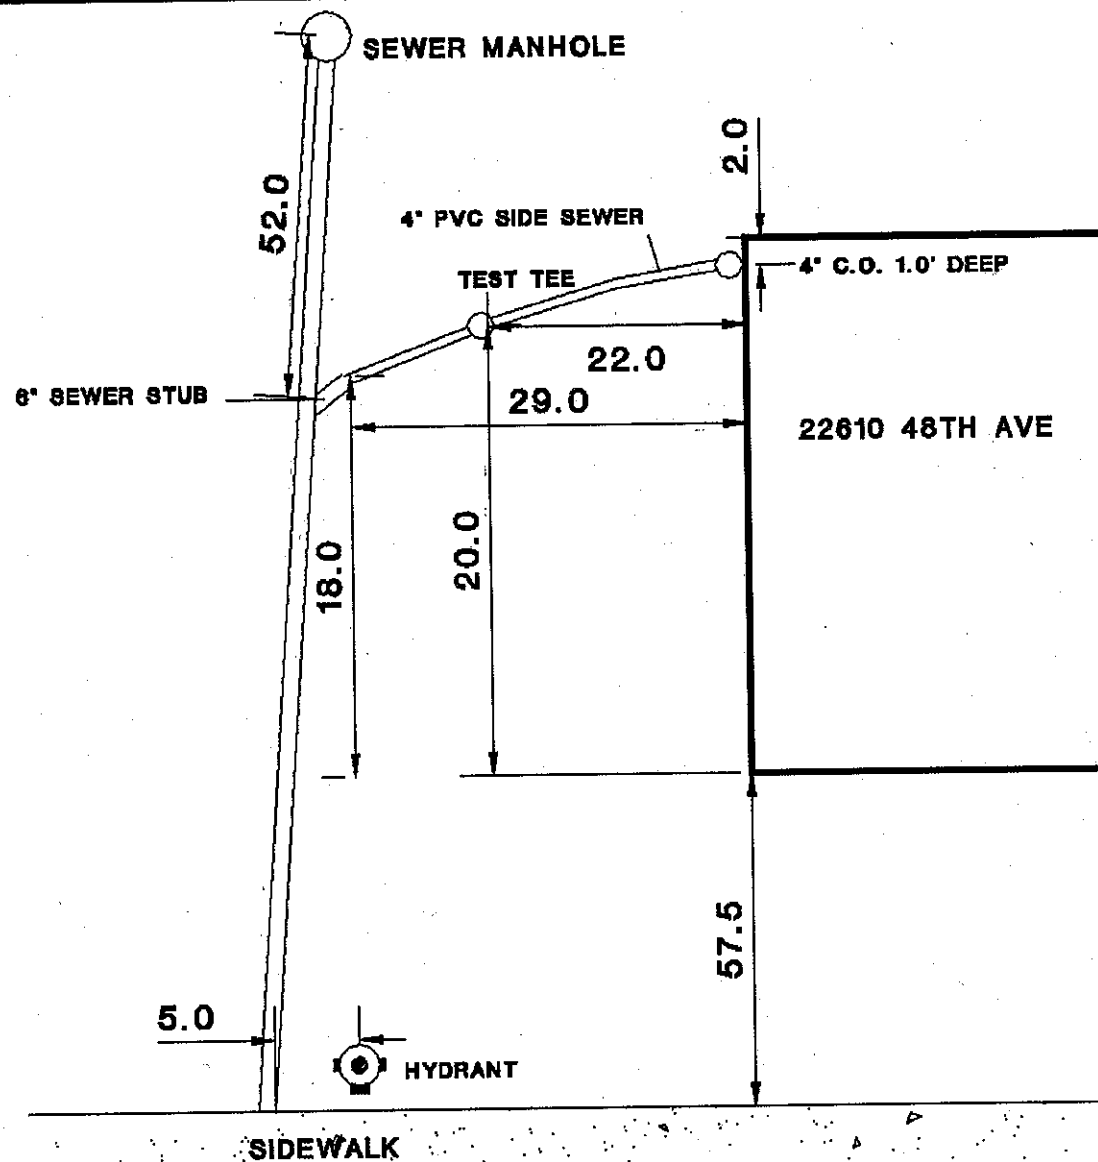 SEWER MANHOLE
2.0
52.0
4" PVC SIDE SEWER
4" C.O. 1.0' DEEP
TEST TEE
22.0
6" SEWER STUB
29.0
22610 48TH AVE
18.0
20.0
57.5
5.0
HYDRANT
SIDEWALK